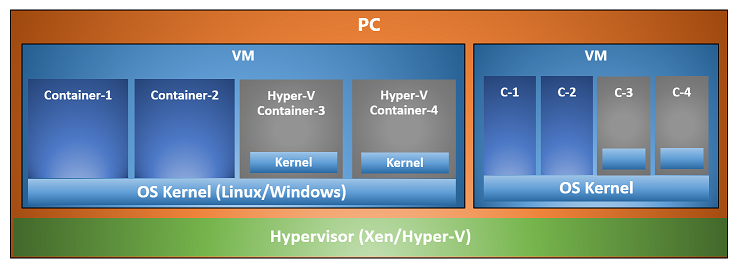 PC
VM
Container-1
Container-2
Hyper-V
Container-3
Kernel
Hyper-V
Container-4
Kernel
OS Kernel (Linux/Windows)
VM
C-1
C-2
C-3
C-4
OS Kernel
Hypervisor (Xen/Hyper-V)